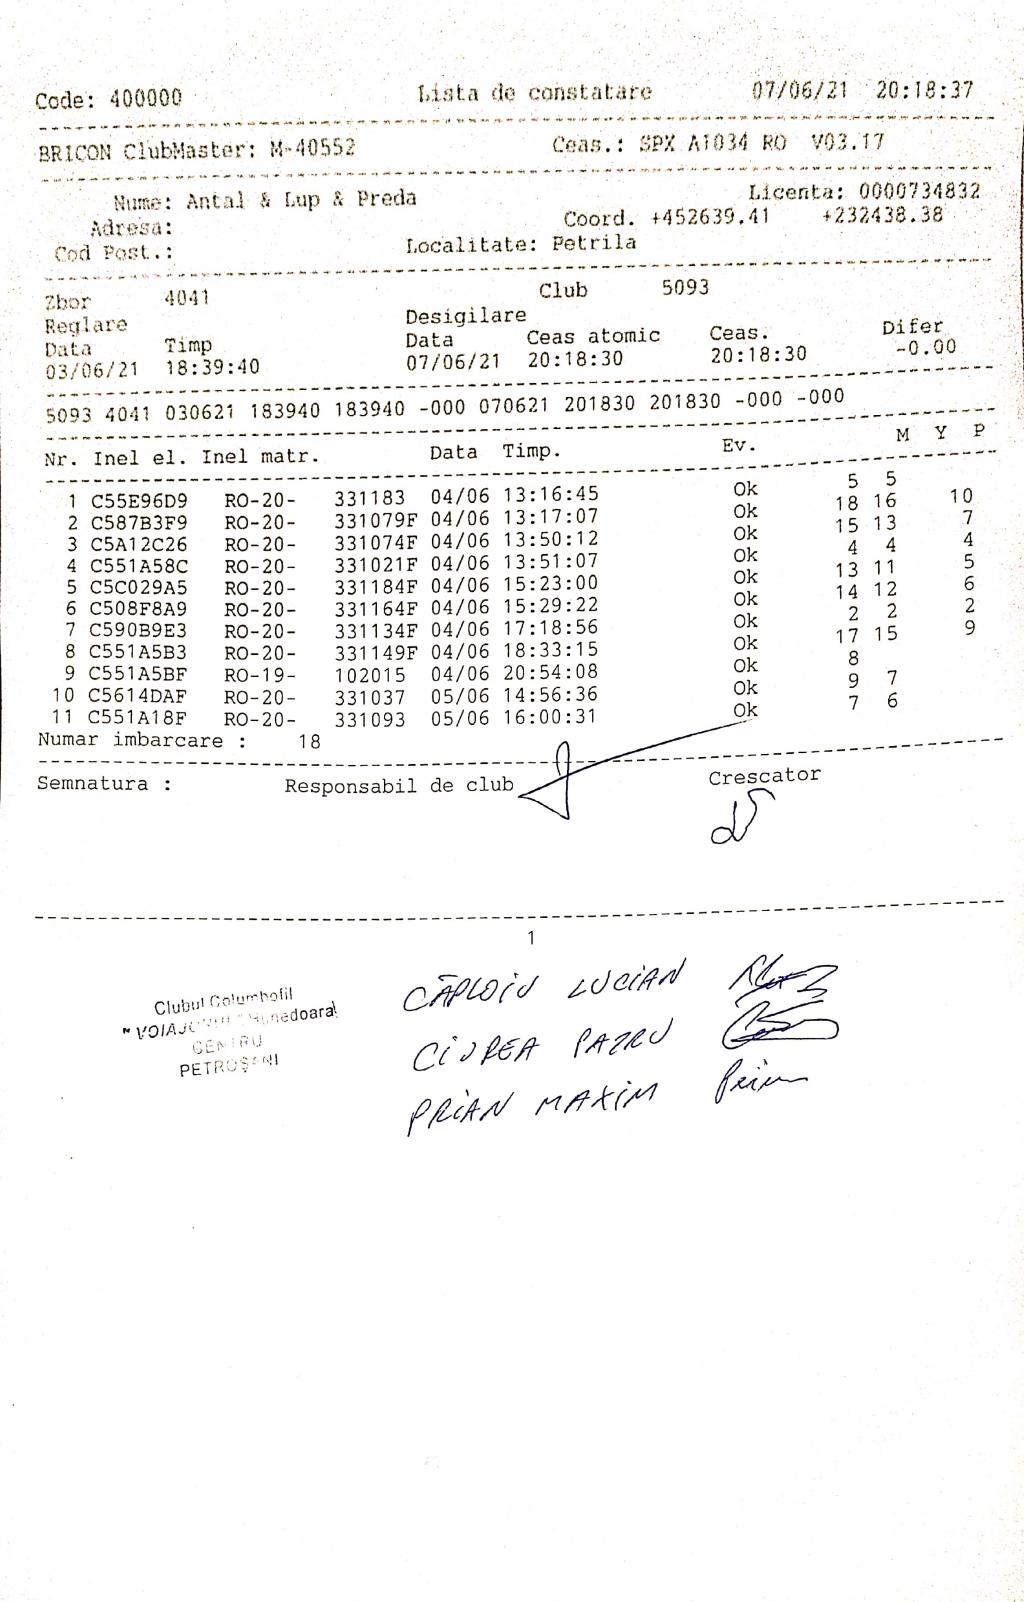 Code: 400000 Lista de constatare 07/06/21 20:18:37
BRICON ClubMaster: M-40552 Ceas.: SPX A1034 RO V03.17
Nume: Antal & Lup & Preda Licenta: 0000734832
Adresa: Coord. +452639.41 +232438.38
Cod Post.: Localitate: Petrila
Zbor 4041 Club 5093
Reglare Desigilare
Data Timp Data Ceas atomic Ceas. Difer
03/06/21 18:39:40 07/06/21 20:18:30 20:18:30 -0.00
5093 4041 030621 183940 183940 -000 070621 201830 201830 -000 -000
Nr. Inel el. Inel matr. Data Timp. Ev. M Y P
1 C55E96D9 RO-20- 331183 04/06 13:16:45 Ok 5 5
2 C587B3F9 RO-20- 331079F 04/06 13:17:07 Ok 18 16 10
3 C5A12C26 RO-20- 331074F 04/06 13:50:12 Ok 15 13 7
4 C551A58C RO-20- 331021F 04/06 13:51:07 Ok 4 4 4
5 C5C029A5 RO-20- 331184F 04/06 15:23:00 Ok 13 11 5
6 C508F8A9 RO-20- 331164F 04/06 15:29:22 Ok 14 12 6
7 C590B9E3 RO-20- 331134F 04/06 17:18:56 Ok 2 2 2
8 C551A5B3 RO-20- 331149F 04/06 18:33:15 Ok 17 15 9
9 C551A5BF RO-19- 102015 04/06 20:54:08 Ok 8
10 C5614DAF RO-20- 331037 05/06 14:56:36 Ok 9 7
11 C551A18F RO-20- 331093 05/06 16:00:31 Ok 7 6
Numar imbarcare : 18
Semnatura : Responsabil de club Crescator
1
Clubul Columbofil
CENTRU
PETROȘANI
CĂPLOIU LUCIAN
CIUREA
PRIAN MAXIM